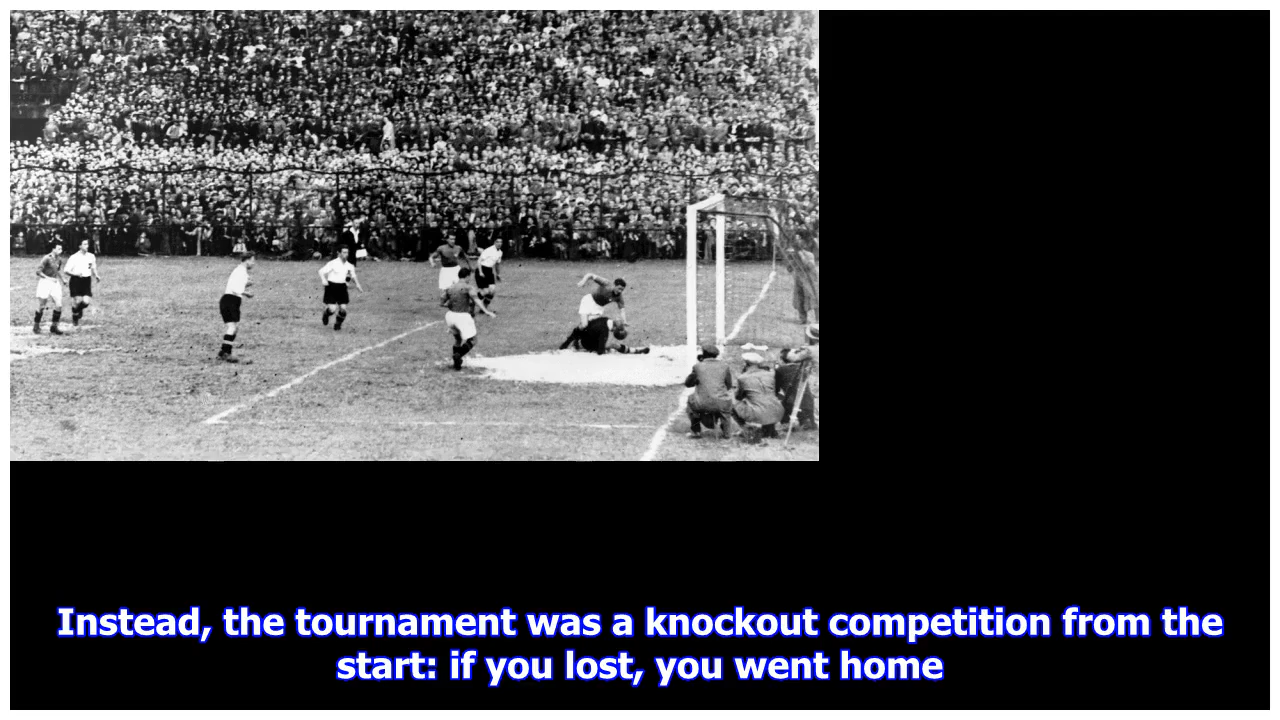 Instead, the tournament was a knockout competition from the
start: if you lost, you went home